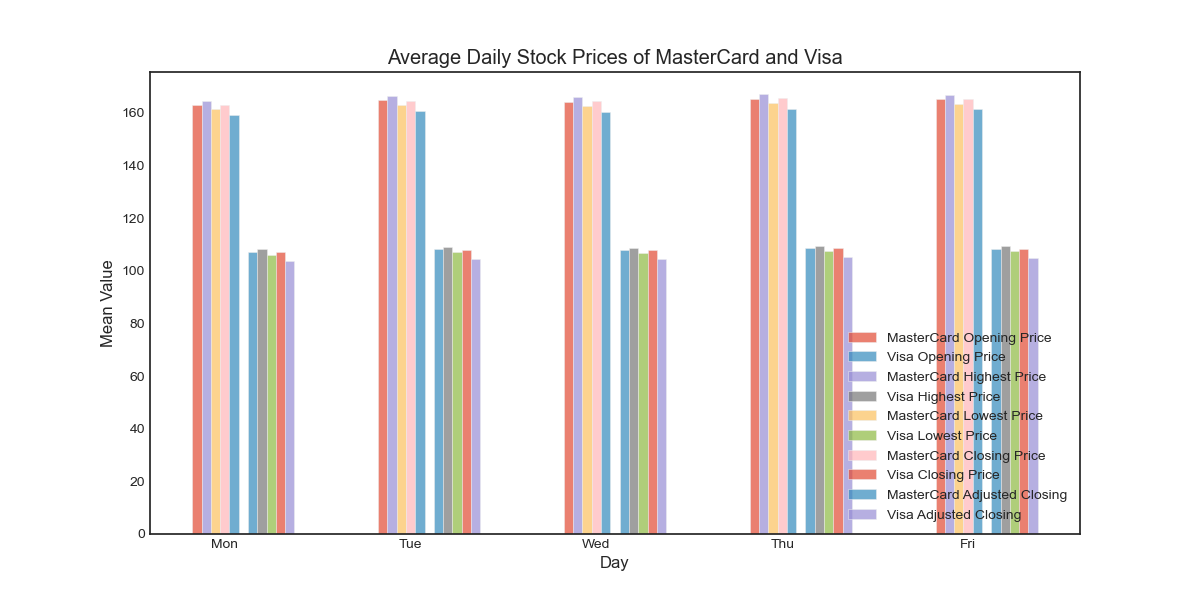 Average Daily Stock Prices of MasterCard and Visa
Mean Value
160
140
120
100
80
60
40
20
0
MasterCard Opening Price
Visa Opening Price
MasterCard Highest Price
Visa Highest Price
MasterCard Lowest Price
Visa Lowest Price
MasterCard Closing Price
Visa Closing Price
MasterCard Adjusted Closing
Visa Adjusted Closing
Mon Tue Wed Thu Fri
Day